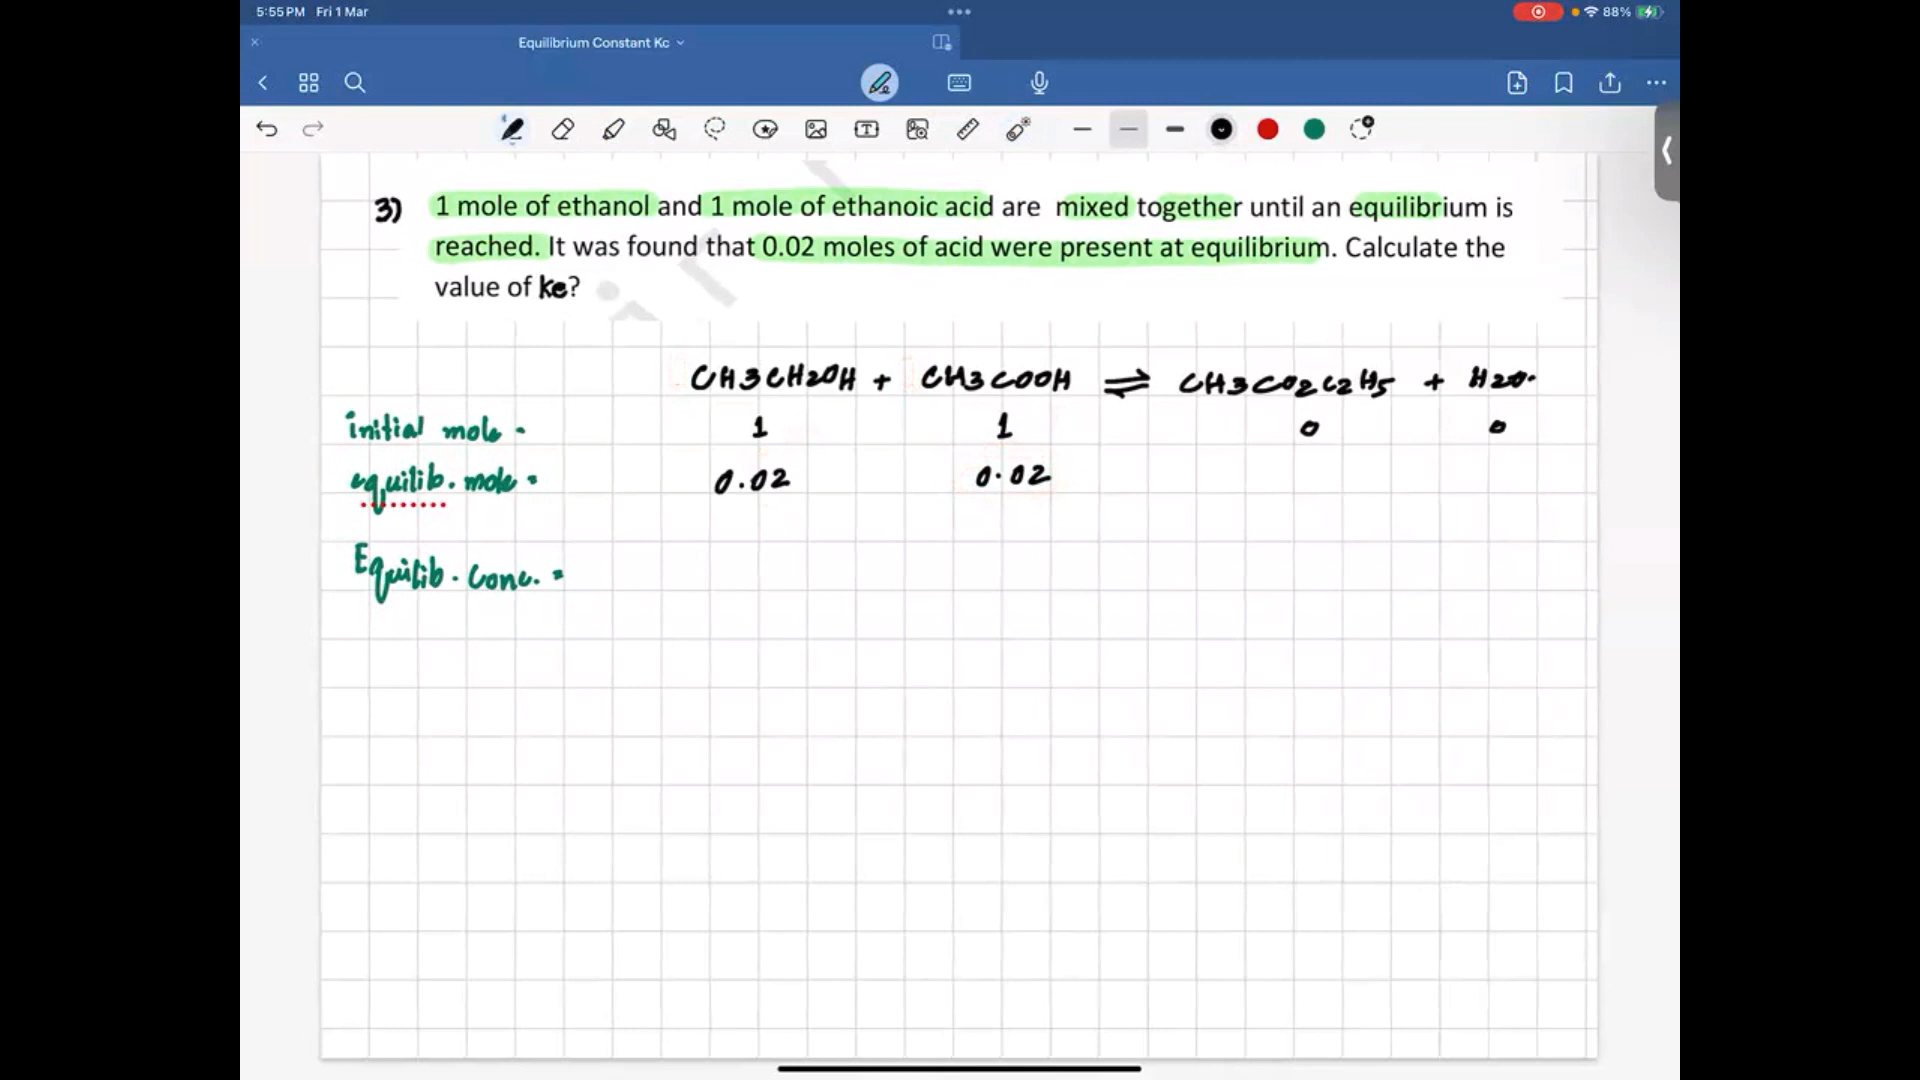 5:55 PM Fri 1 Mar
88%
Equilibrium Constant Kc
3) 1 mole of ethanol and 1 mole of ethanoic acid are mixed together until an equilibrium is
reached. It was found that 0.02 moles of acid were present at equilibrium. Calculate the
value of kc?
CH3CH2OH + CH3COOH ⇌ CH3CO2C2H5 + H2O.
initial mole - 1 1 0 0
equilib. mole = 0.02 0.02
Equilib. Conc. =